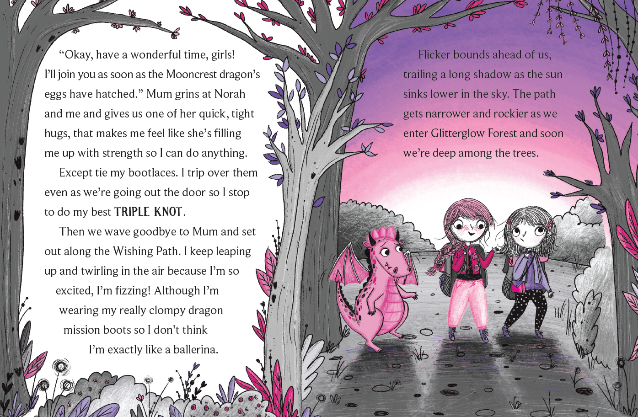 “Okay, have a wonderful time, girls!
I’ll join you as soon as the Mooncrest dragon’s
eggs have hatched.” Mum grins at Norah
and me and gives us one of her quick, tight
hugs, that makes me feel like she’s filling
me up with strength so I can do anything.
Except tie my bootlaces. I trip over them
even as we’re going out the door so I stop
to do my best TRIPLE KNOT.
Then we wave goodbye to Mum and set
out along the Wishing Path. I keep leaping
up and twirling in the air because I’m so
excited, I’m fizzing! Although I’m
wearing my really clompy dragon
mission boots so I don’t think
I’m exactly like a ballerina.
Flicker bounds ahead of us,
trailing a long shadow as the sun
sinks lower in the sky. The path
gets narrower and rockier as we
enter Glitterglow Forest and soon
we’re deep among the trees.